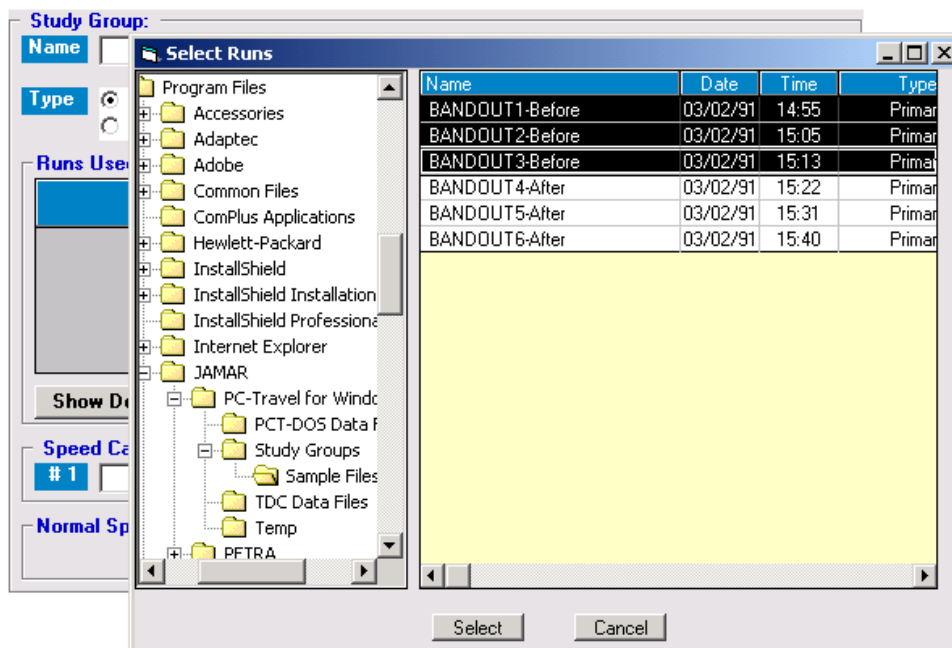 Study Group:
Name
Type
Runs Use
Show De
Speed Ca
# 1
Normal Sp
Select Runs
Program Files
Accessories
Adaptec
Adobe
Common Files
ComPlus Applications
Hewlett-Packard
InstallShield
InstallShield Installation
InstallShield Professiona
Internet Explorer
JAMAR
PC-Travel for Windo
PCT-DOS Data F
Study Groups
Sample Files
TDC Data Files
Temp
PETRA
Name Date Time Type
BANDOUT1-Before 03/02/91 14:55 Primar
BANDOUT2-Before 03/02/91 15:05 Primar
BANDOUT3-Before 03/02/91 15:13 Primar
BANDOUT4-After 03/02/91 15:22 Primar
BANDOUT5-After 03/02/91 15:31 Primar
BANDOUT6-After 03/02/91 15:40 Primar
Select Cancel